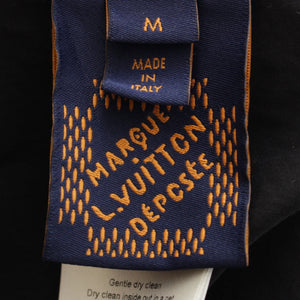 M
MADE
IN
ITALY
MARQUE
L.VUITTON
DÉPOSÉE
Gentle dry clean
Dry clean inside out in a net